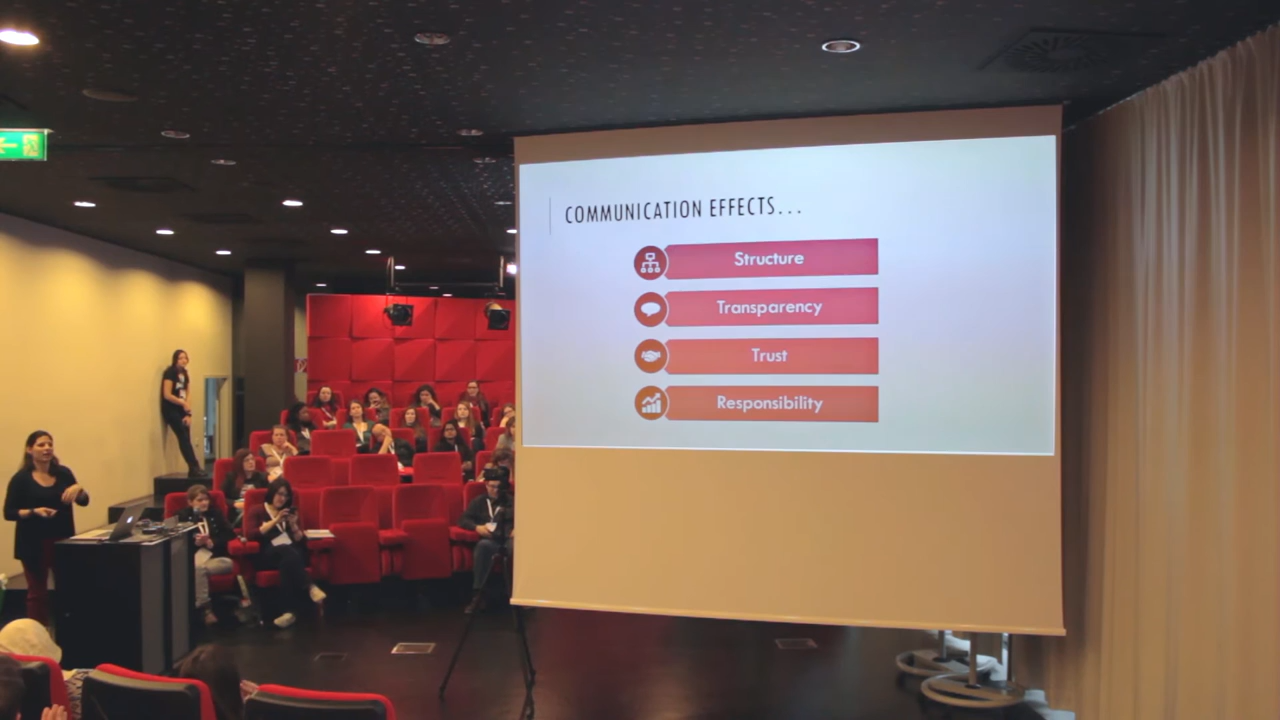 COMMUNICATION EFFECTS...
Structure
Transparency
Trust
Responsibility